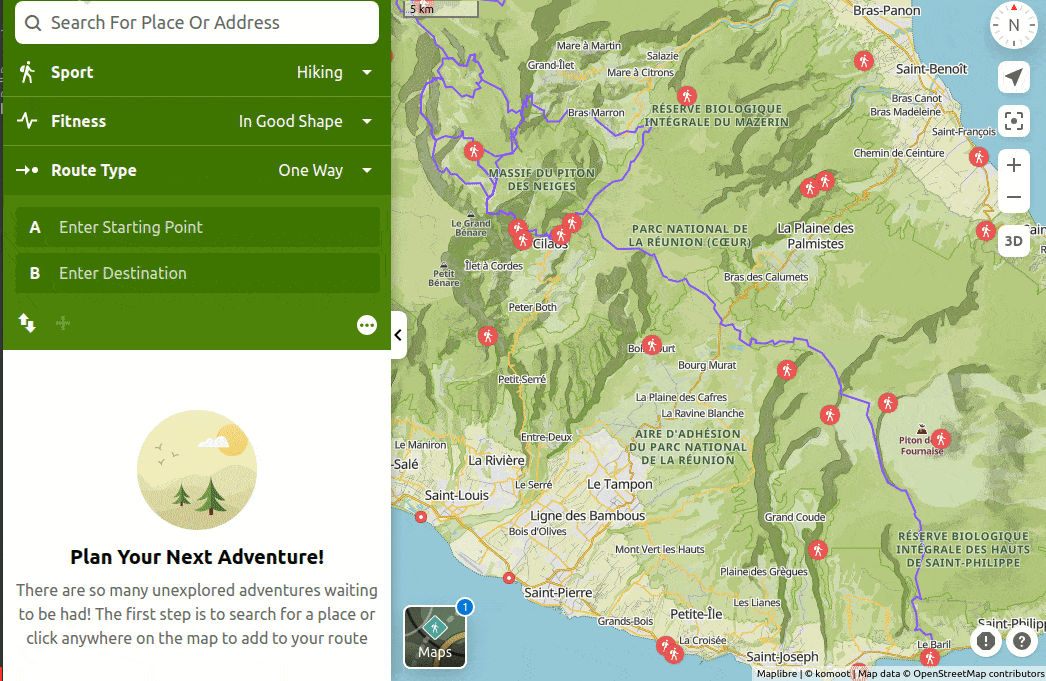 Search For Place Or Address
Sport
Hiking
Fitness
In Good Shape
Route Type
One Way
A
Enter Starting Point
B
Enter Destination
Plan Your Next Adventure!
There are so many unexplored adventures waiting
to be had! The first step is to search for a place or
click anywhere on the map to add to your route
5 km
Bras-Panon
N
Mare à Martin
Salazie
Grand-Îlet
Mare à Citrons
Saint-Benoît
Bras Canot
Bras Madeleine
RÉSERVE BIOLOGIQUE
INTÉGRALE DU MAZERIN
Bras Marron
Saint-François
Chemin de Ceinture
MASSIF DU PITON
DES NEIGES
Le Grand
Bénare
Cilaos
PARC NATIONAL DE
LA RÉUNION (CŒUR)
La Plaine des
Palmistes
3D
Îlet à Cordes
Petit
Bénare
Bras des Calumets
Peter Both
Bourg Murat
Petit Serré
La Plaine des Cafres
La Ravine Blanche
AIRE D'ADHÉSION
DU PARC NATIONAL
DE LA RÉUNION
Piton de
Fournaise
Entre-Deux
Le Maniron
-Salé
La Rivière
Le Serré
Le Tampon
Saint-Louis
Ligne des Bambous
Bois d'Olives
Grand Coude
RÉSERVE BIOLOGIQUE
INTÉGRALE DES HAUTS
DE SAINT-PHILIPPE
Mont Vert les Hauts
Plaine des Grègues
Saint-Pierre
Les Lianes
Grands-Bois
Petite-Île
La Croisée
Saint-Philipp
Le Baril
Saint-Joseph
1
Maps
Maplibre | © komoot | Map data © OpenStreetMap contributors